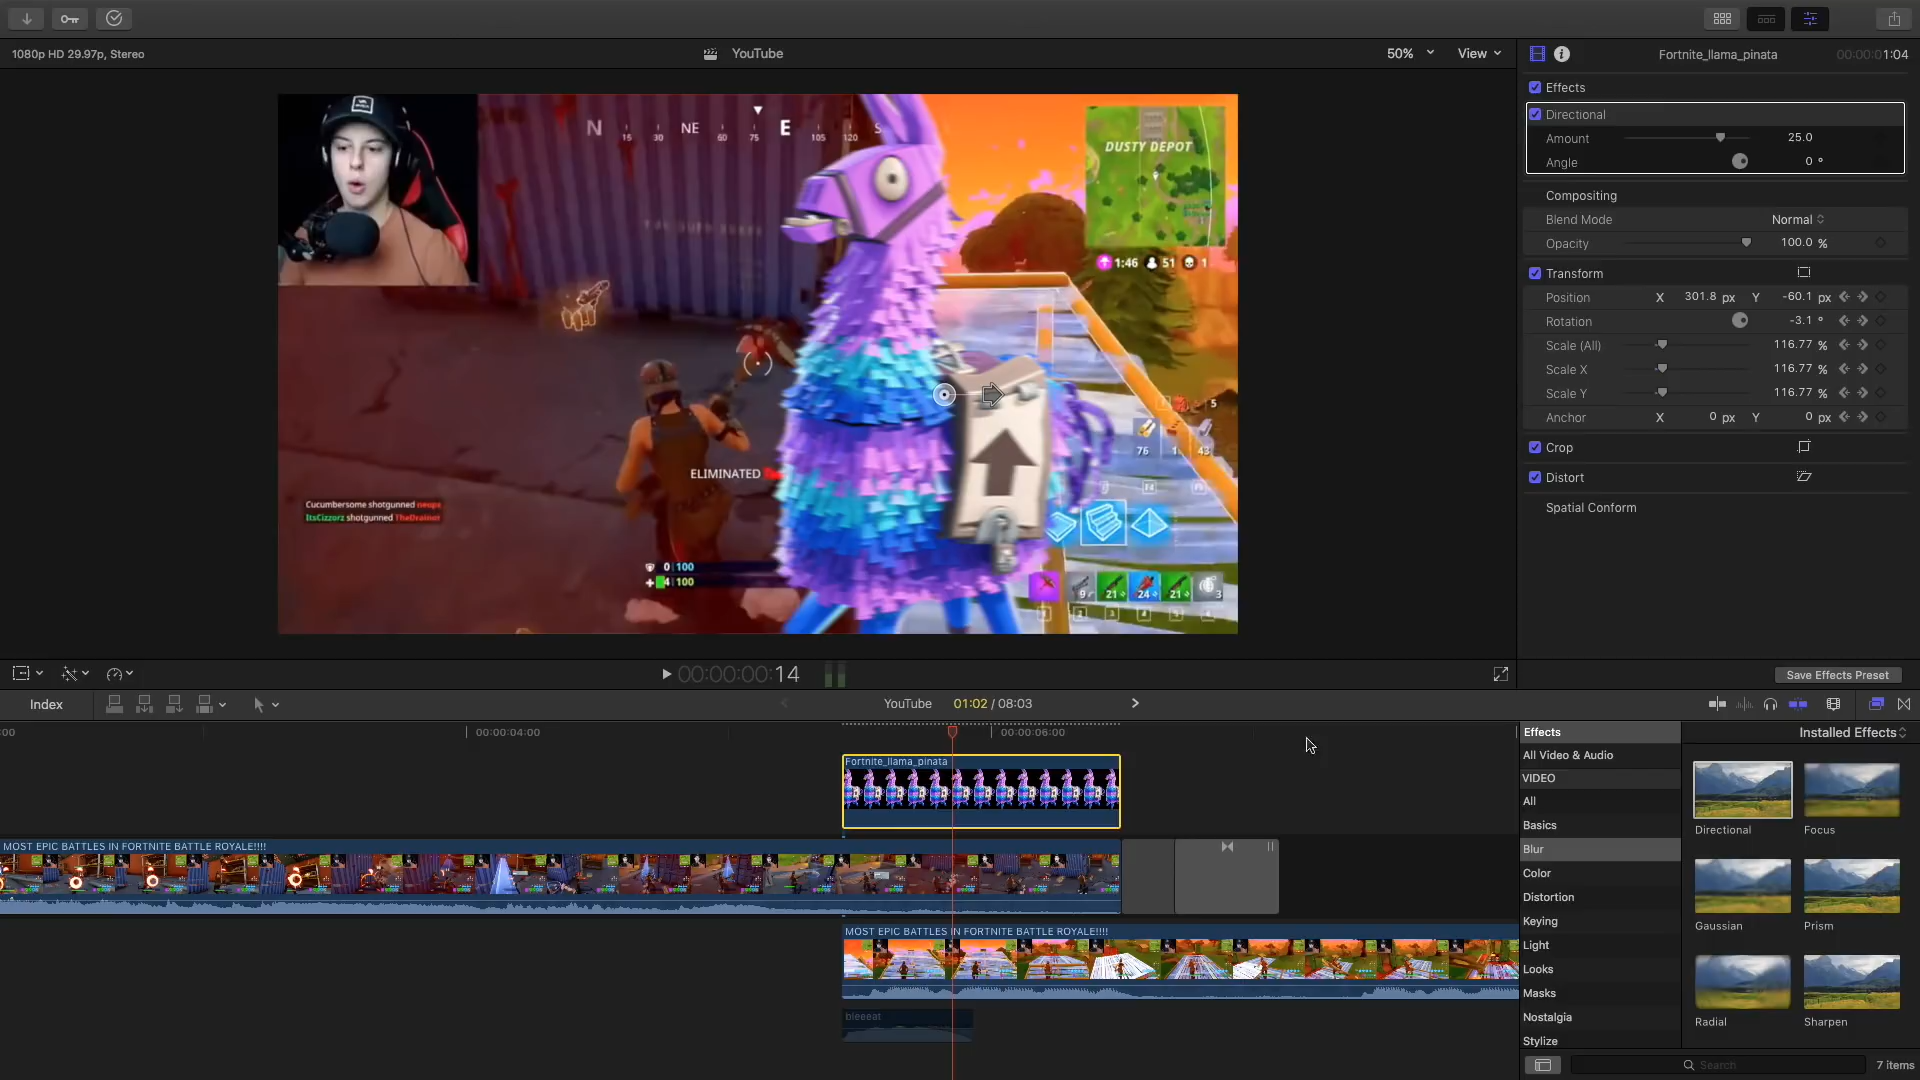 1080p HD 29.97p, Stereo
YouTube
50%
View
Fortnite_llama_pinata
00:00:01:04
Effects
Directional
Amount 25.0
Angle 0 °
Compositing
Blend Mode Normal
Opacity 100.0 %
Transform
Position X 301.8 px Y -60.1 px
Rotation -3.1 °
Scale (All) 116.77 %
Scale X 116.77 %
Scale Y 116.77 %
Anchor X 0 px Y 0 px
Crop
Distort
Spatial Conform
Save Effects Preset
N 15 30 NE 60 75 E 105 120 S
DUSTY DEPOT
1:46 51 1
5
76 43
ELIMINATED
Cucumbersome shotgunned neups
ItsCizzorz shotgunned TheDrainer
0 | 100
4 | 100
9 21 24 21 3
00:00:00:14
Index
YouTube 01:02 / 08:03
:00
00:00:04:00
00:00:06:00
Fortnite_llama_pinata
MOST EPIC BATTLES IN FORTNITE BATTLE ROYALE!!!!
MOST EPIC BATTLES IN FORTNITE BATTLE ROYALE!!!!
bleeeat
Effects
Installed Effects
All Video & Audio
VIDEO
All
Basics
Blur
Color
Distortion
Keying
Light
Looks
Masks
Nostalgia
Stylize
Directional
Focus
Gaussian
Prism
Radial
Sharpen
Search
7 items